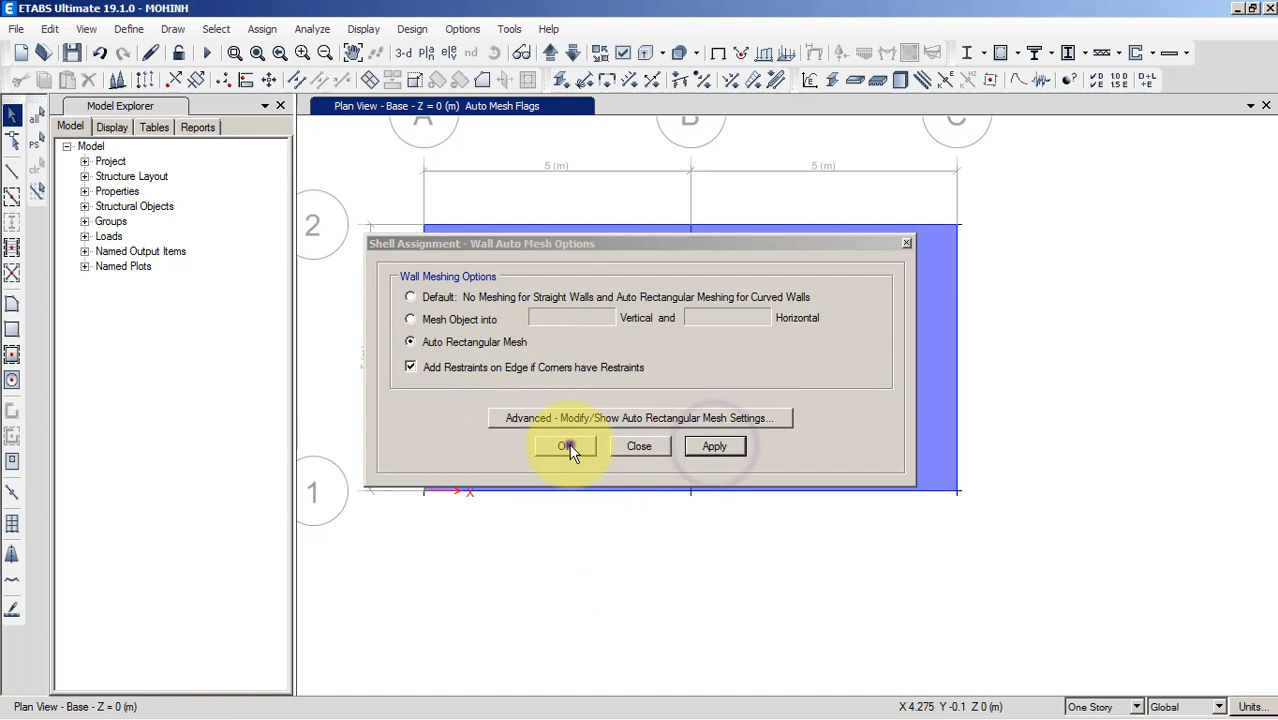 ETABS Ultimate 19.1.0 - MOHINH
File Edit View Define Draw Select Assign Analyze Display Design Options Tools Help
3-d
Model Explorer
Plan View - Base - Z = 0 (m) Auto Mesh Flags
Model Display Tables Reports
Model
Project
Structure Layout
Properties
Structural Objects
Groups
Loads
Named Output Items
Named Plots
all
PS
clr
A B C
5 (m) 5 (m)
2
Shell Assignment - Wall Auto Mesh Options
Wall Meshing Options
Default: No Meshing for Straight Walls and Auto Rectangular Meshing for Curved Walls
Mesh Object into Vertical and Horizontal
Auto Rectangular Mesh
Add Restraints on Edge if Corners have Restraints
Advanced - Modify/Show Auto Rectangular Mesh Settings...
Close Apply
1
X
Plan View - Base - Z = 0 (m)
X 4.275 Y -0.1 Z 0 (m)
One Story
Global
Units...